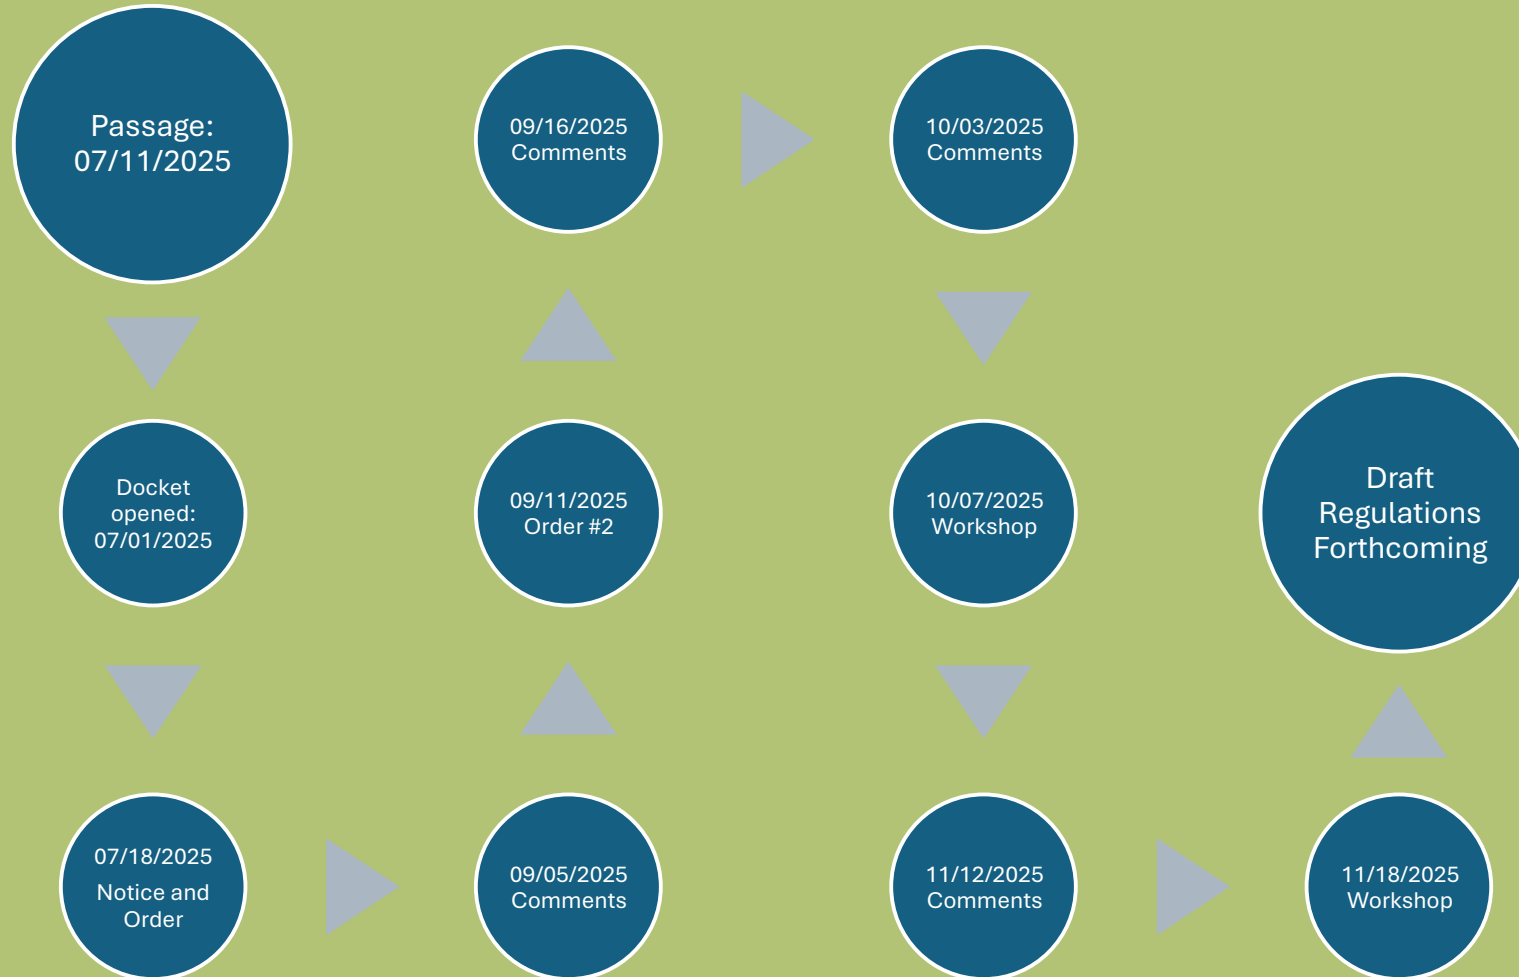 Passage:
07/11/2025
Docket
opened:
07/01/2025
07/18/2025
Notice and
Order
09/05/2025
Comments
09/11/2025
Order #2
09/16/2025
Comments
10/03/2025
Comments
10/07/2025
Workshop
11/12/2025
Comments
11/18/2025
Workshop
Draft
Regulations
Forthcoming